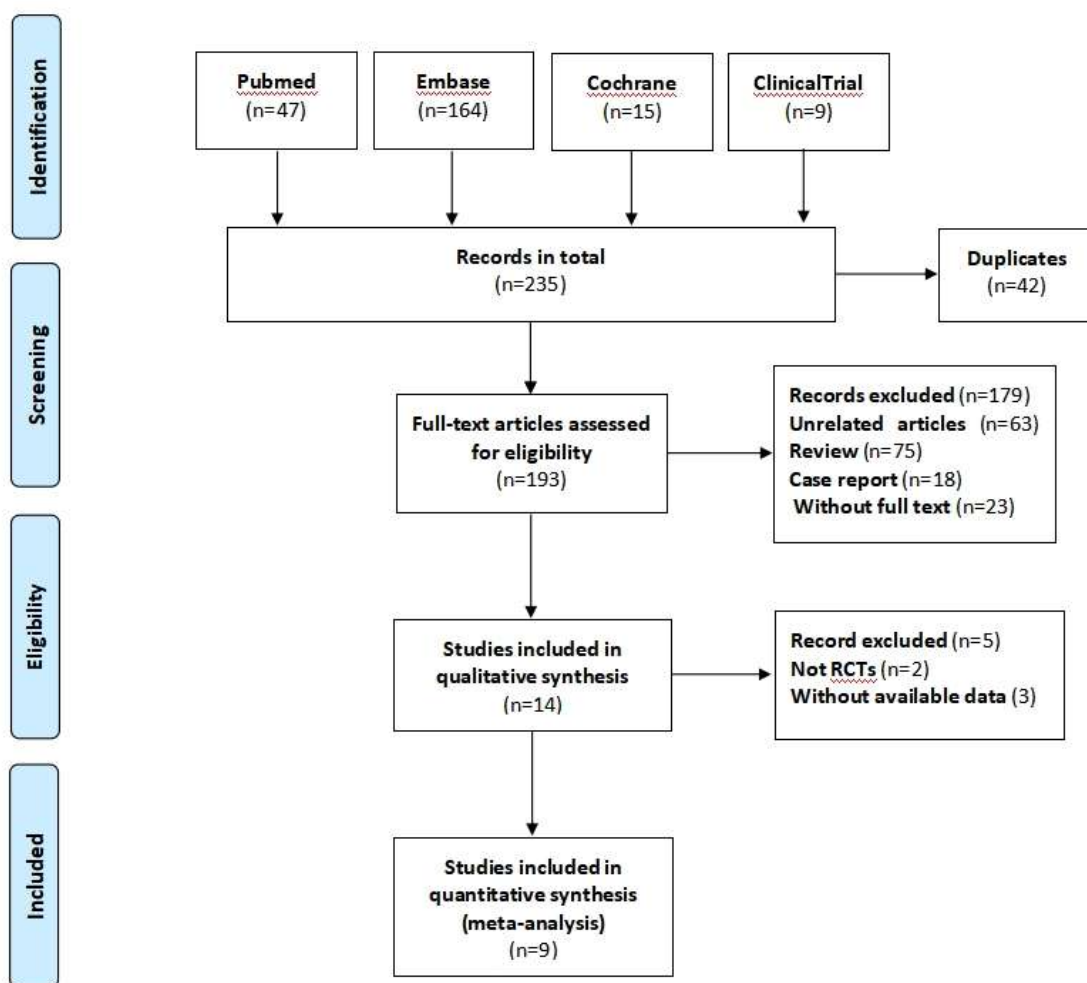 Identification
Pubmed
(n=47)
Embase
(n=164)
Cochrane
(n=15)
ClinicalTrial
(n=9)
Records in total
(n=235)
Duplicates
(n=42)
Screening
Full-text articles assessed
for eligibility
(n=193)
Records excluded (n=179)
Unrelated articles (n=63)
Review (n=75)
Case report (n=18)
Without full text (n=23)
Eligibility
Studies included in
qualitative synthesis
(n=14)
Record excluded (n=5)
Not RCTs (n=2)
Without available data (3)
Included
Studies included in
quantitative synthesis
(meta-analysis)
(n=9)